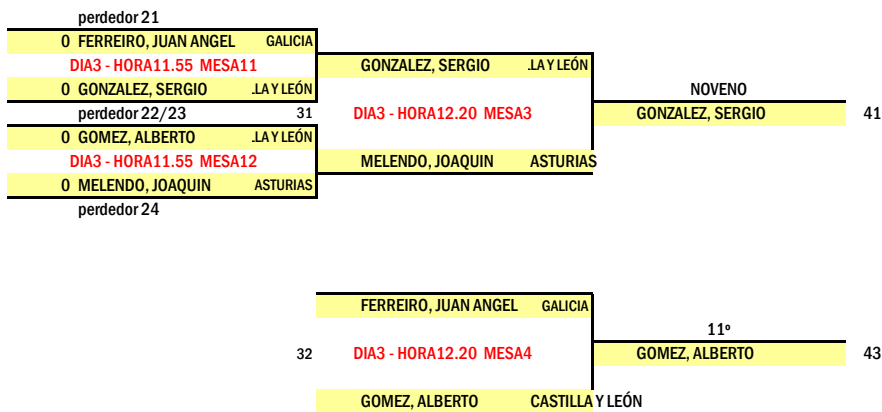 perdedor 21
0 FERREIRO, JUAN ANGEL GALICIA
DIA3 - HORA11.55 MESA11
GONZALEZ, SERGIO .LA Y LEÓN
0 GONZALEZ, SERGIO .LA Y LEÓN
NOVENO
perdedor 22/23 31
DIA3 - HORA12.20 MESA3
GONZALEZ, SERGIO 41
0 GOMEZ, ALBERTO .LA Y LEÓN
DIA3 - HORA11.55 MESA12
MELENDO, JOAQUIN ASTURIAS
0 MELENDO, JOAQUIN ASTURIAS
perdedor 24
FERREIRO, JUAN ANGEL GALICIA
11º
32 DIA3 - HORA12.20 MESA4
GOMEZ, ALBERTO 43
GOMEZ, ALBERTO CASTILLA Y LEÓN